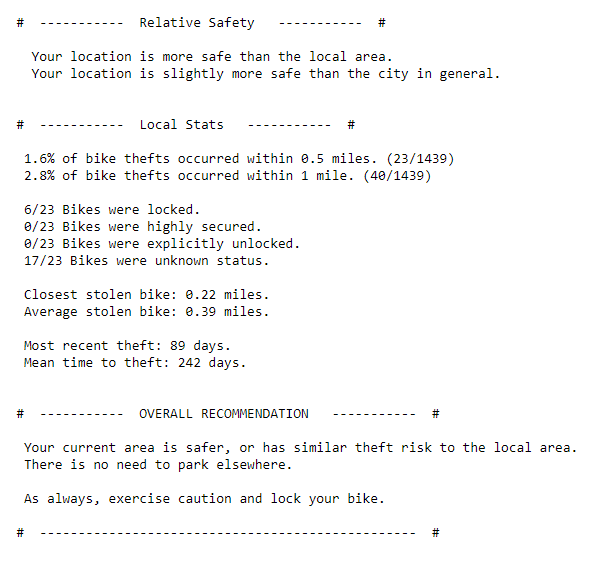 #  -----------  Relative Safety   -----------  #
Your location is more safe than the local area.
Your location is slightly more safe than the city in general.
#  -----------  Local Stats   -----------  #
1.6% of bike thefts occurred within 0.5 miles. (23/1439)
2.8% of bike thefts occurred within 1 mile. (40/1439)
6/23 Bikes were locked.
0/23 Bikes were highly secured.
0/23 Bikes were explicitly unlocked.
17/23 Bikes were unknown status.
Closest stolen bike: 0.22 miles.
Average stolen bike: 0.39 miles.
Most recent theft: 89 days.
Mean time to theft: 242 days.
#  -----------  OVERALL RECOMMENDATION   -----------  #
Your current area is safer, or has similar theft risk to the local area.
There is no need to park elsewhere.
As always, exercise caution and lock your bike.
#  -------------------------------------------------  #